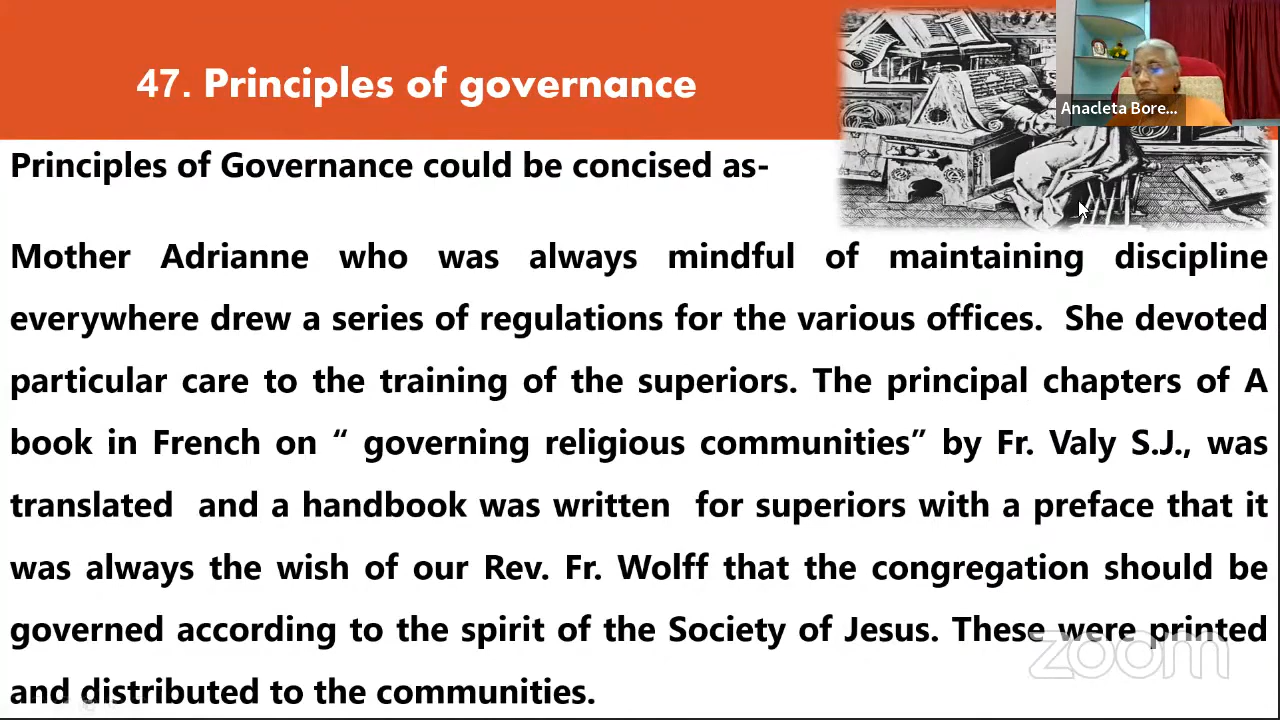 47. Principles of governance
Anacleta Bore...
Principles of Governance could be concised as-
Mother Adrianne who was always mindful of maintaining discipline
everywhere drew a series of regulations for the various offices.  She devoted
particular care to the training of the superiors. The principal chapters of A
book in French on “ governing religious communities” by Fr. Valy S.J., was
translated  and a handbook was written  for superiors with a preface that it
was always the wish of our Rev. Fr. Wolff that the congregation should be
governed according to the spirit of the Society of Jesus. These were printed
and distributed to the communities.
zoom